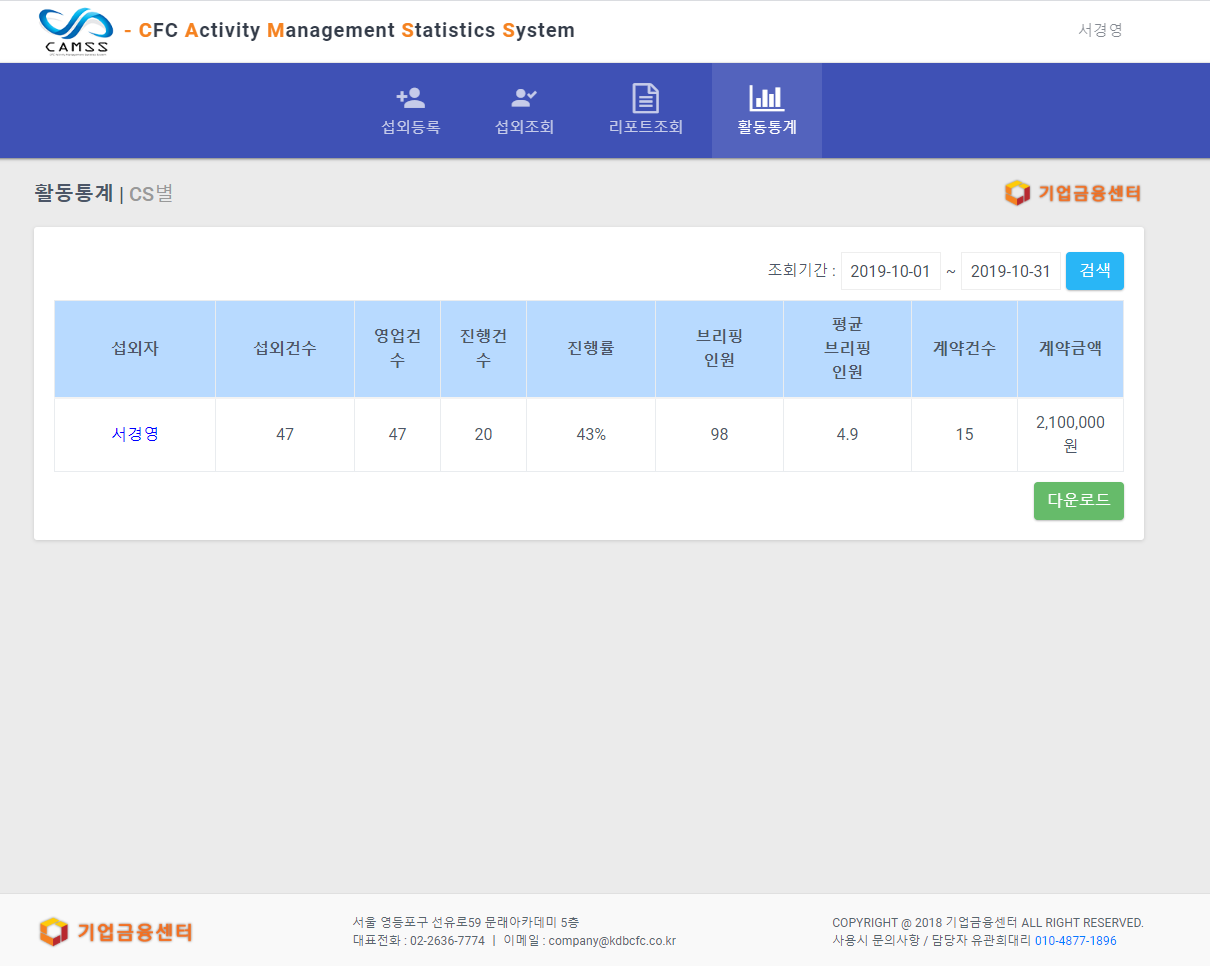 CAMSS
- CFC Activity Management Statistics System
서경영
섭외등록
섭외조회
리포트조회
활동통계
활동통계 | CS별
기업금융센터
조회기간 : 2019-10-01 ~ 2019-10-31 검색
섭외자
섭외건수
영업건
수
진행건
수
진행률
브리핑
인원
평균
브리핑
인원
계약건수
계약금액
서경영
47
47
20
43%
98
4.9
15
2,100,000
원
다운로드
기업금융센터
서울 영등포구 선유로59 문래아카데미 5층
대표전화 : 02-2636-7774 | 이메일 : company@kdbcfc.co.kr
COPYRIGHT @ 2018 기업금융센터 ALL RIGHT RESERVED.
사용시 문의사항 / 담당자 유관희대리 010-4877-1896